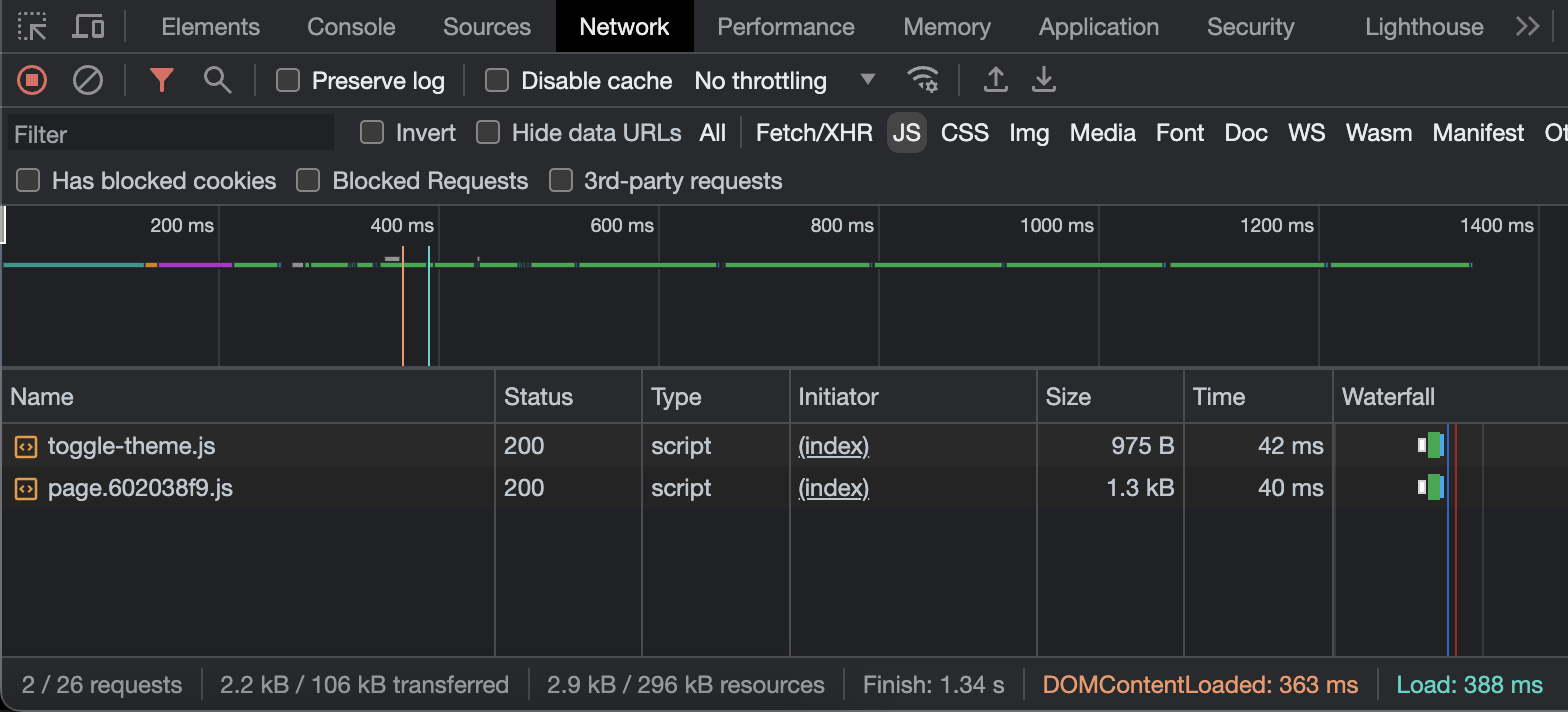 Elements Console Sources Network Performance Memory Application Security Lighthouse
Preserve log Disable cache No throttling
Filter Invert Hide data URLs All Fetch/XHR JS CSS Img Media Font Doc WS Wasm Manifest Ot
Has blocked cookies Blocked Requests 3rd-party requests
200 ms 400 ms 600 ms 800 ms 1000 ms 1200 ms 1400 ms
Name Status Type Initiator Size Time Waterfall
toggle-theme.js 200 script (index) 975 B 42 ms
page.602038f9.js 200 script (index) 1.3 kB 40 ms
2 / 26 requests 2.2 kB / 106 kB transferred 2.9 kB / 296 kB resources Finish: 1.34 s DOMContentLoaded: 363 ms Load: 388 ms